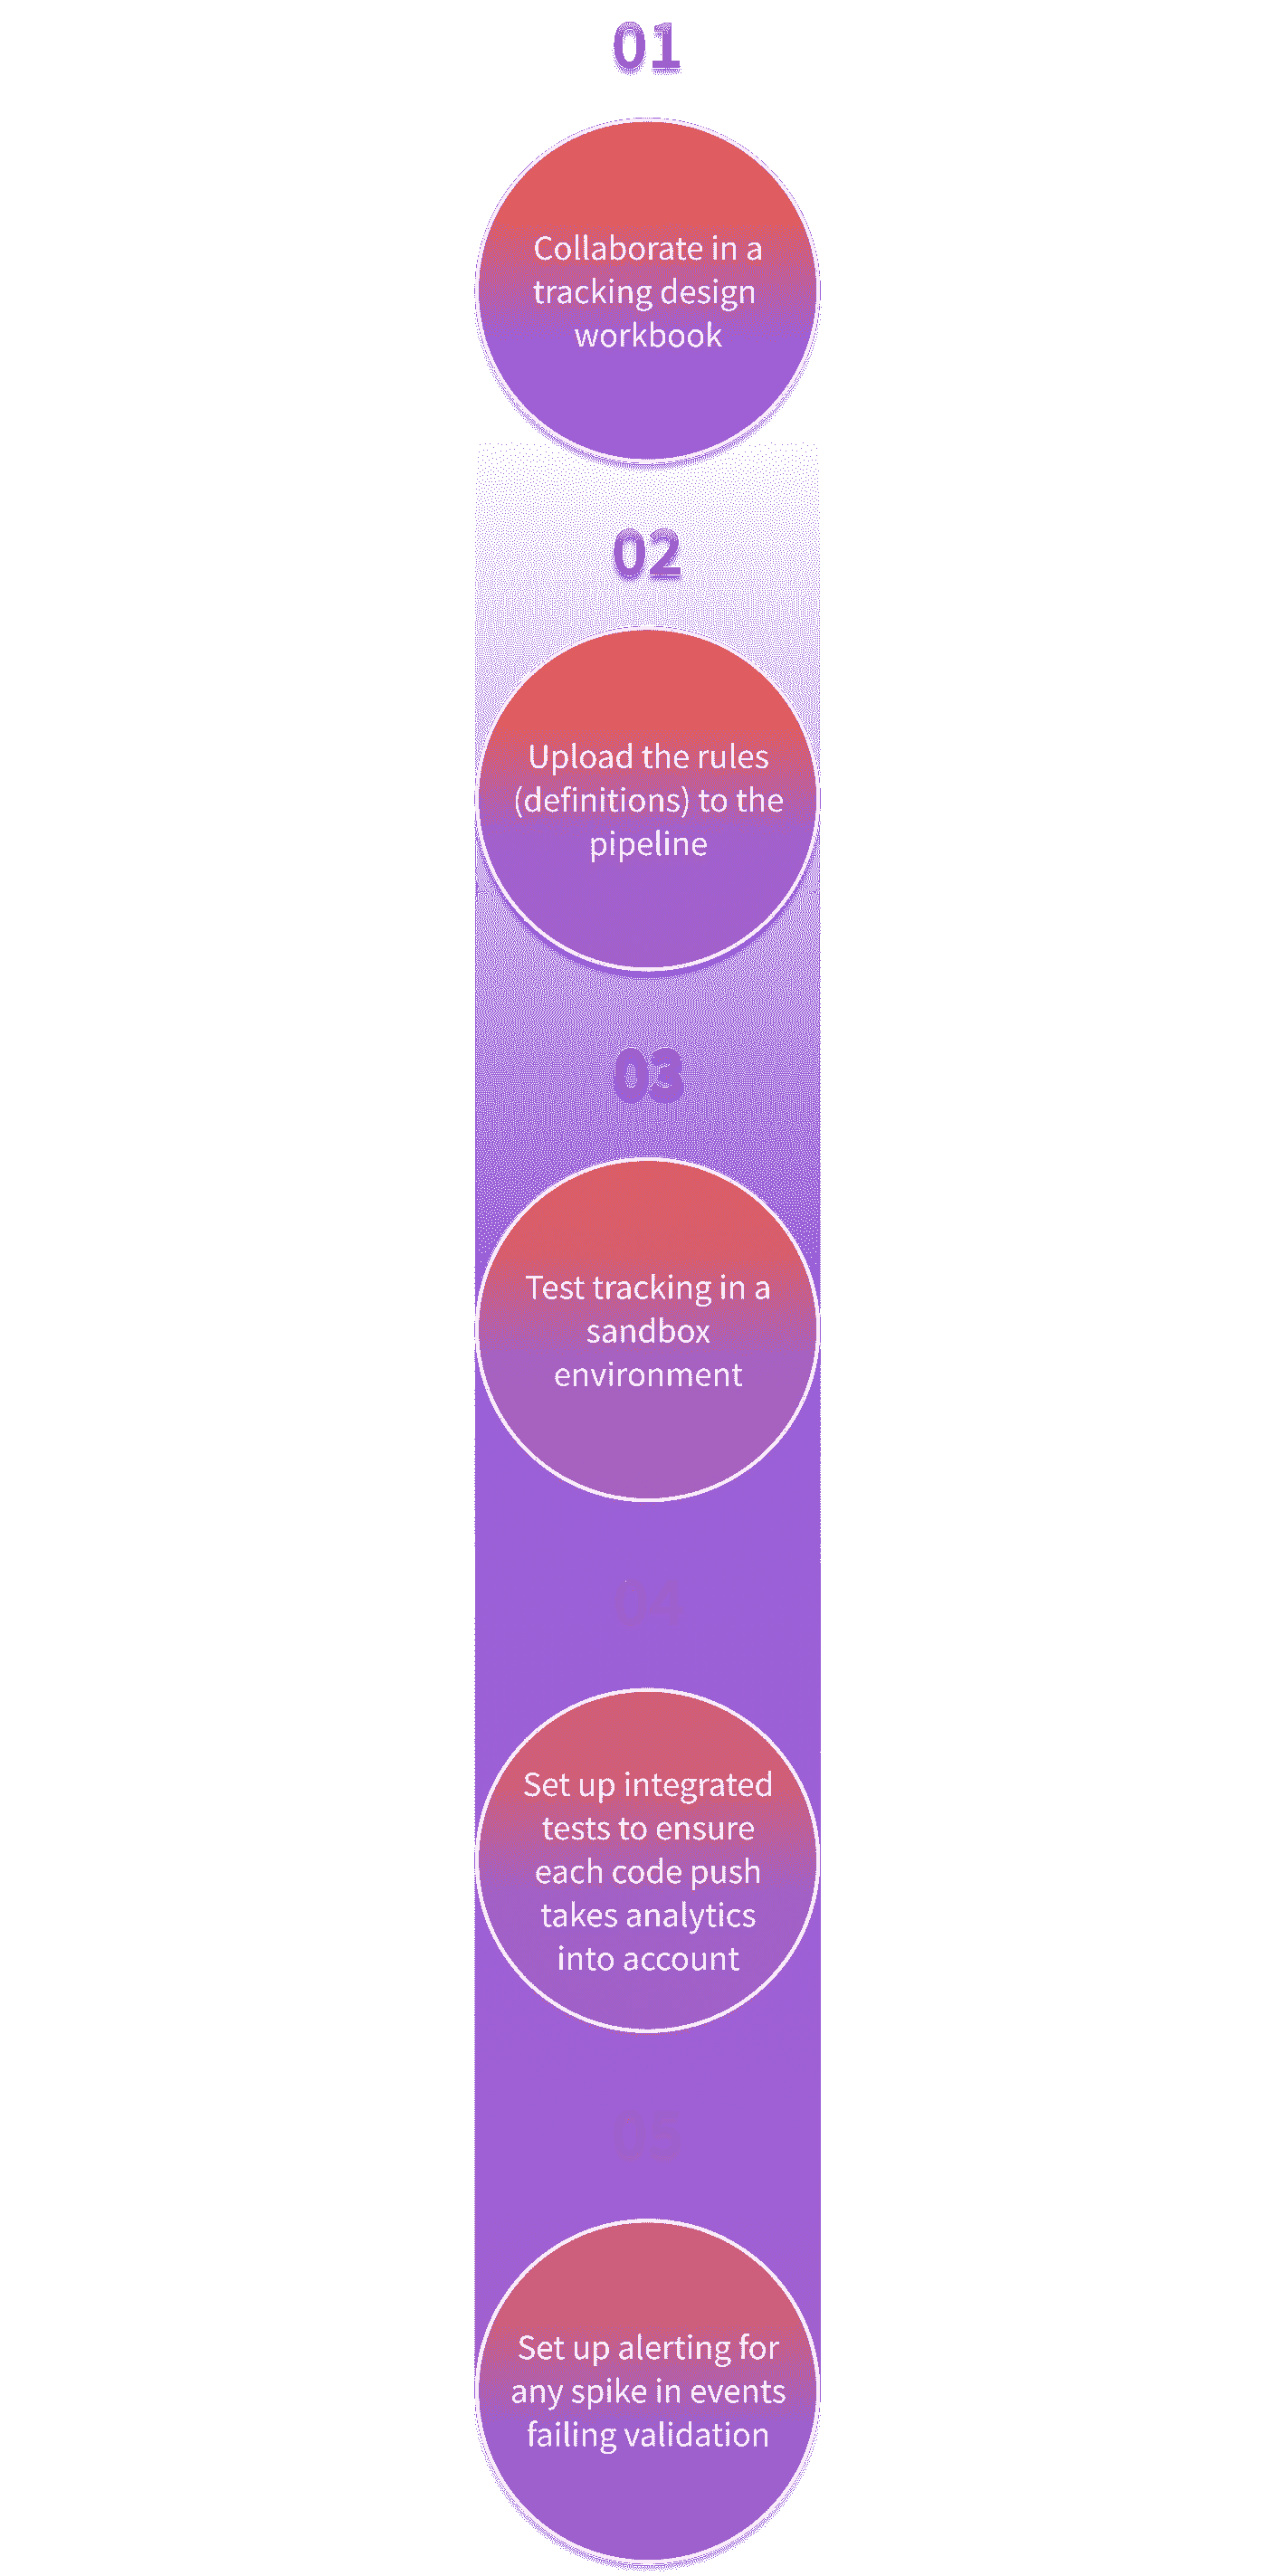 01
Collaborate in a
tracking design
workbook
02
Upload the rules
(definitions) to the
pipeline
03
Test tracking in a
sandbox
environment
04
Set up integrated
tests to ensure
each code push
takes analytics
into account
05
Set up alerting for
any spike in events
failing validation